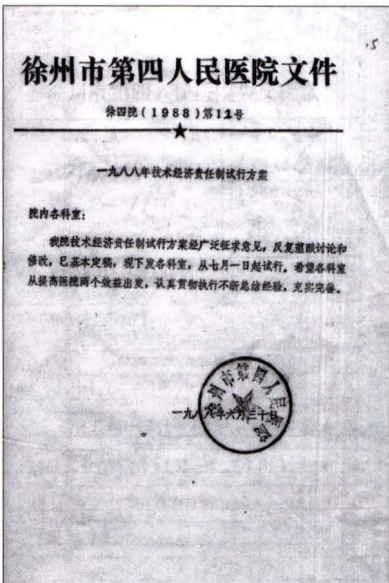 15
徐州市第四人民医院文件
徐四院(1988)第12号
一九八八年技术经济责任制试行方案
院内各科室:
我院技术经济责任制试行方案经广泛征求意见,反复酝酿讨论和
修改,已基本定稿,现下发各科室,从七月一日起试行。希望各科室
从提高医院两个效益出发,认真贯彻执行不断总结经验,充实完善。
徐州市第四人民医院
一九八八年六月三十日